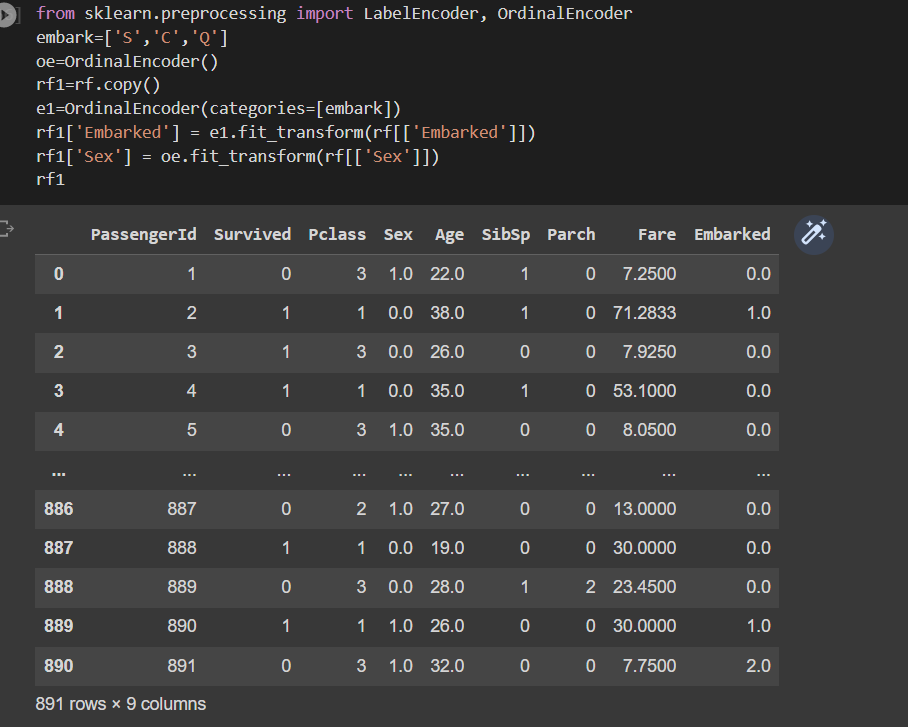 from sklearn.preprocessing import LabelEncoder, OrdinalEncoder
embark=['S','C','Q']
oe=OrdinalEncoder()
rf1=rf.copy()
e1=OrdinalEncoder(categories=[embark])
rf1['Embarked'] = e1.fit_transform(rf[['Embarked']])
rf1['Sex'] = oe.fit_transform(rf[['Sex']])
rf1
PassengerId Survived Pclass Sex Age SibSp Parch Fare Embarked
0 1 0 3 1.0 22.0 1 0 7.2500 0.0
1 2 1 1 0.0 38.0 1 0 71.2833 1.0
2 3 1 3 0.0 26.0 0 0 7.9250 0.0
3 4 1 1 0.0 35.0 1 0 53.1000 0.0
4 5 0 3 1.0 35.0 0 0 8.0500 0.0
... ... ... ... ... ... ... ... ... ...
886 887 0 2 1.0 27.0 0 0 13.0000 0.0
887 888 1 1 0.0 19.0 0 0 30.0000 0.0
888 889 0 3 0.0 28.0 1 2 23.4500 0.0
889 890 1 1 1.0 26.0 0 0 30.0000 1.0
890 891 0 3 1.0 32.0 0 0 7.7500 2.0
891 rows × 9 columns